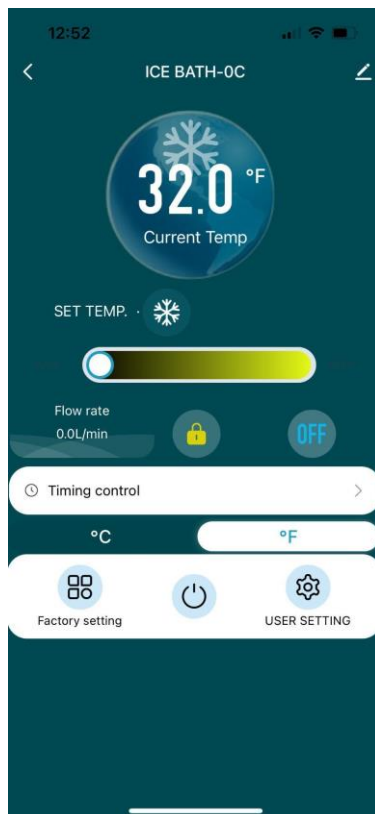 12:52
ICE BATH-0C
32.0 °F
Current Temp
SET TEMP. ·
Flow rate
0.0L/min
OFF
Timing control
°C
°F
Factory setting
USER SETTING